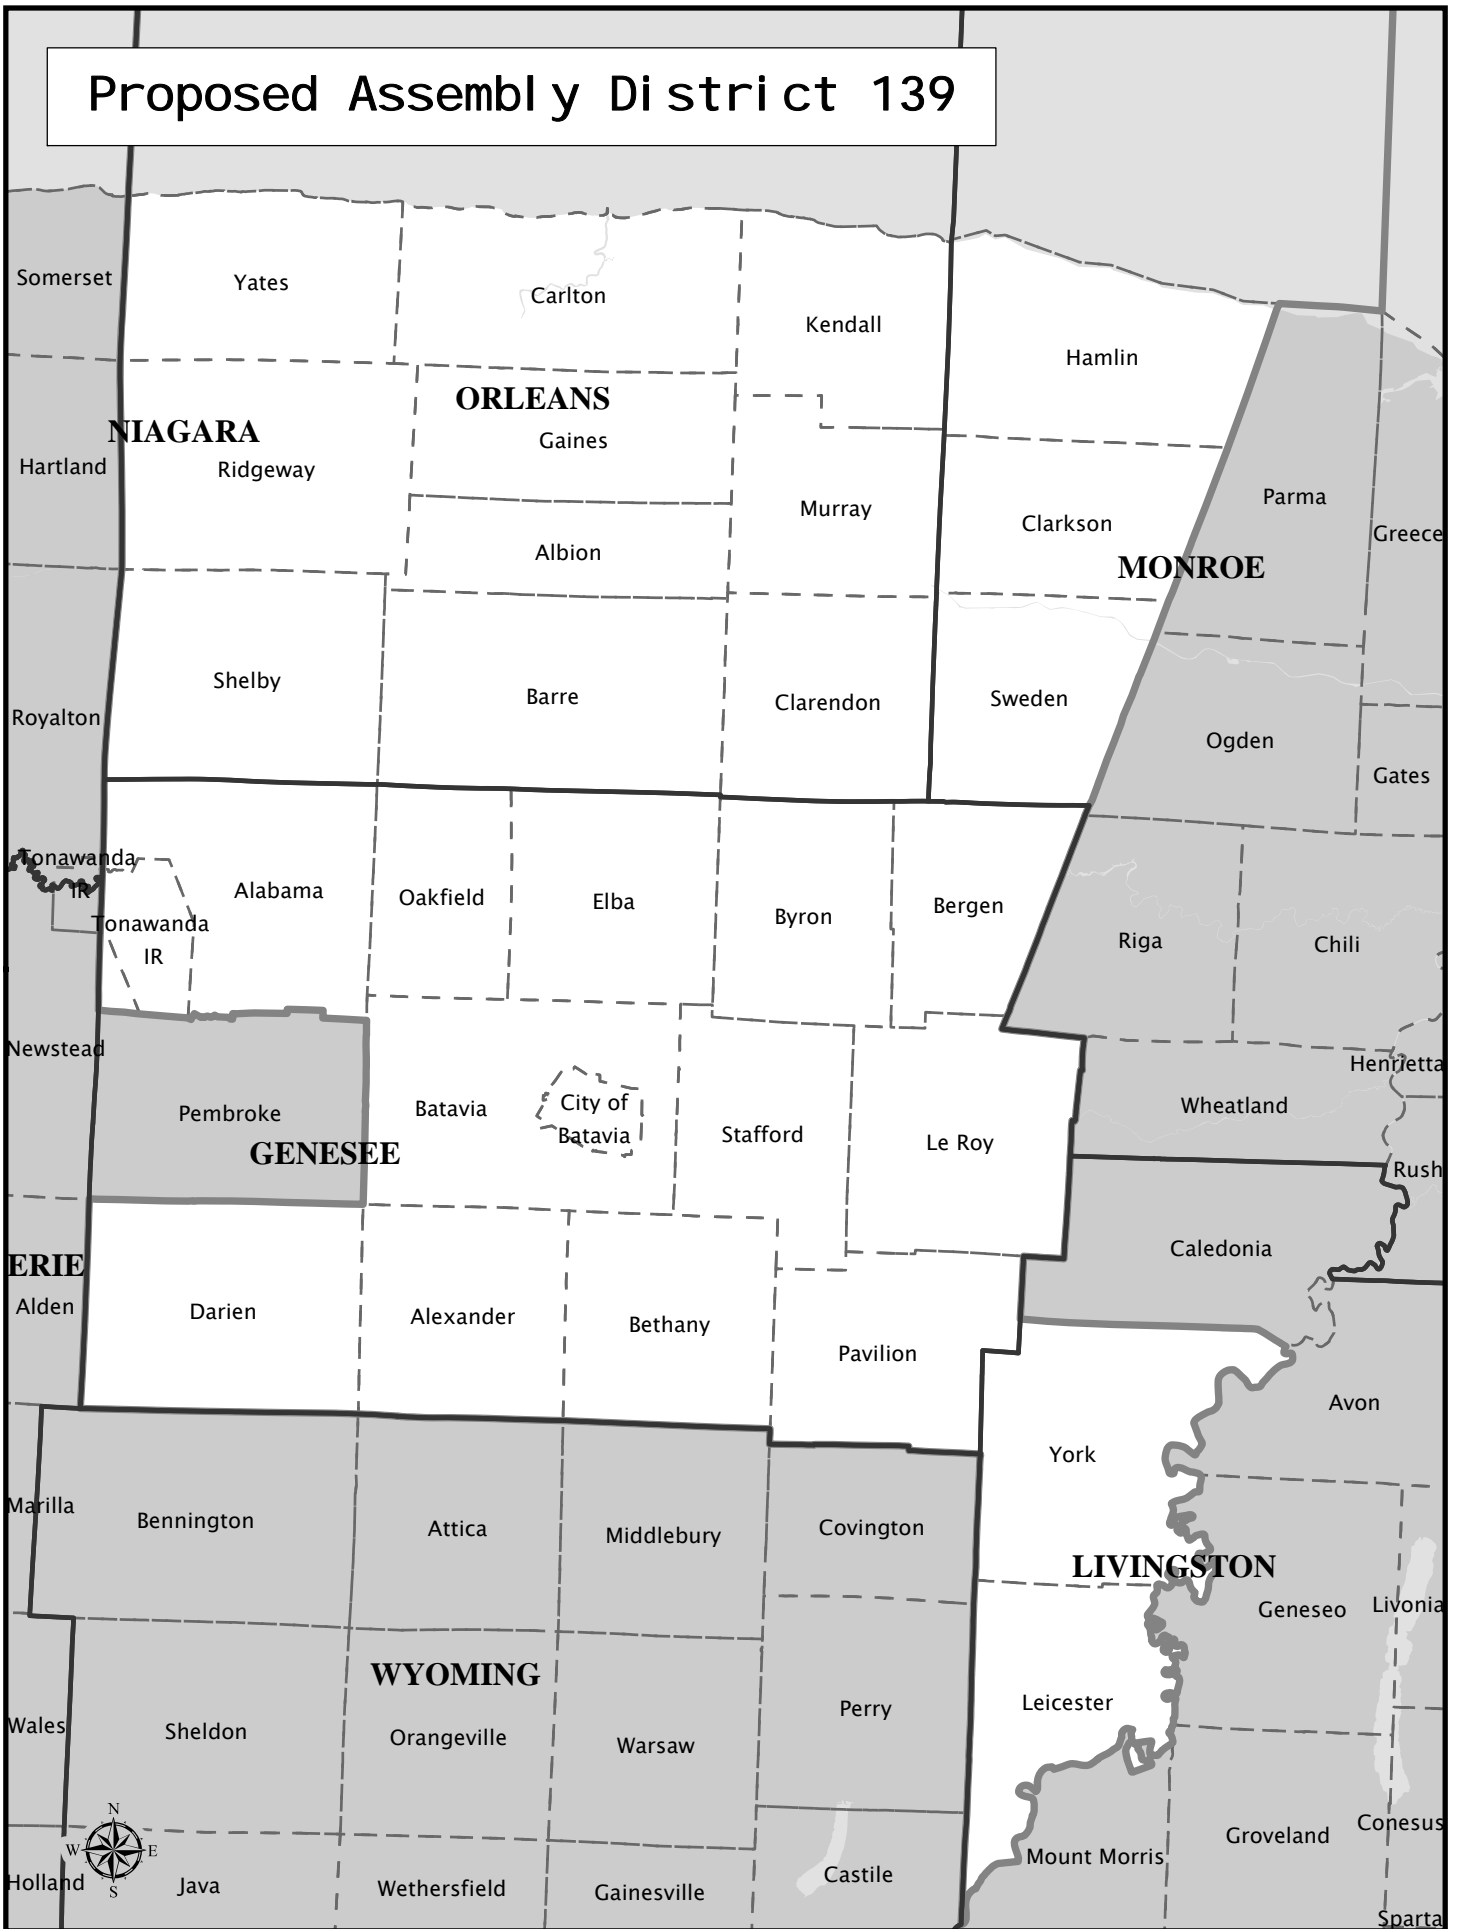 Proposed Assembly District 139
Somerset
Yates
Carlton
Kendall
Hamlin
ORLEANS
NIAGARA
Gaines
Hartland
Ridgeway
Parma
Murray
Clarkson
Greece
Albion
MONROE
Shelby
Barre
Clarendon
Sweden
Royalton
Ogden
Gates
Tonawanda
IR
Alabama
Oakfield
Elba
Byron
Bergen
Tonawanda
IR
Riga
Chili
Newstead
Henrietta
Pembroke
Batavia
City of
Batavia
Stafford
Le Roy
Wheatland
GENESEE
Rush
Caledonia
ERIE
Alden
Darien
Alexander
Bethany
Pavilion
Avon
York
Marilla
Bennington
Attica
Middlebury
Covington
LIVINGSTON
Geneseo
Livonia
WYOMING
Leicester
Perry
Wales
Sheldon
Orangeville
Warsaw
N
W E
S
Conesus
Groveland
Mount Morris
Castile
Holland
Java
Wethersfield
Gainesville
Sparta